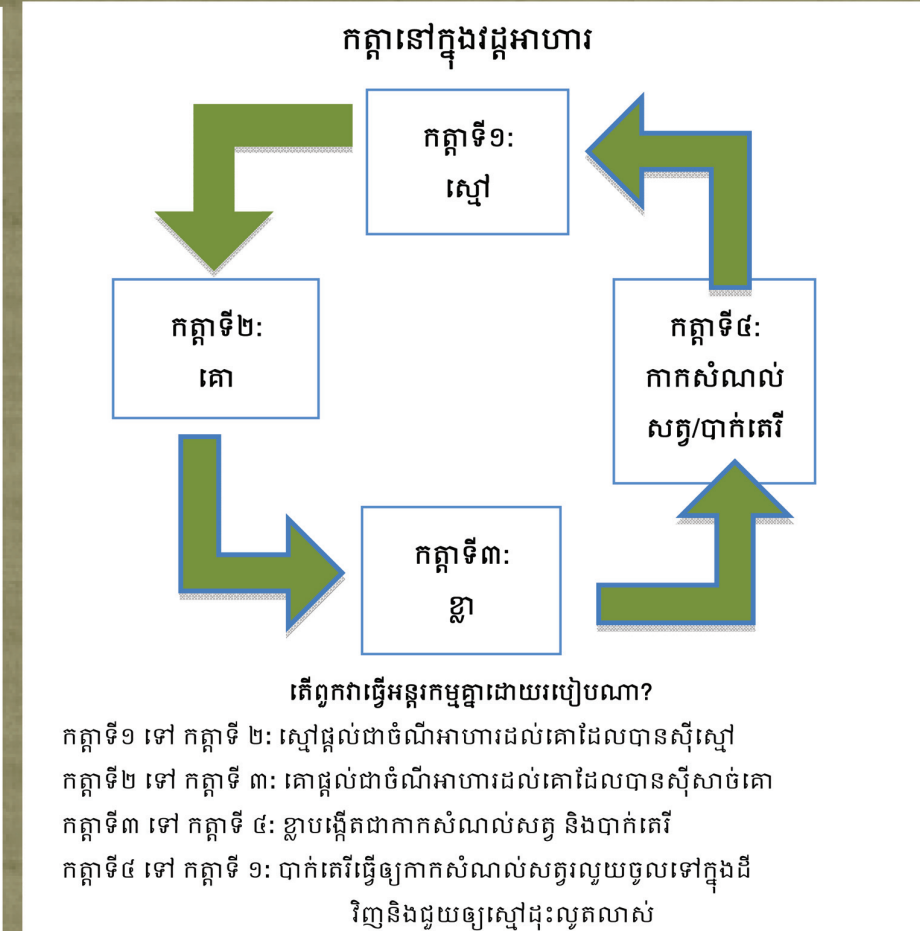 កត្តានៅក្នុងវដ្តអាហារ
កត្តាទី១:
ស្មៅ
កត្តាទី២:
គោ
កត្តាទី៣:
ខ្លា
កត្តាទី៤:
កាកសំណល់
សត្វ/បាក់តេរី
តើពួកវាធ្វើអន្តរកម្មគ្នាដោយរបៀបណា?
កត្តាទី១ ទៅ កត្តាទី ២: ស្មៅផ្តល់ជាចំណីអាហារដល់គោដែលបានស៊ីស្មៅ
កត្តាទី២ ទៅ កត្តាទី ៣: គោផ្តល់ជាចំណីអាហារដល់គោដែលបានស៊ីសាច់គោ
កត្តាទី៣ ទៅ កត្តាទី ៤: ខ្លាបង្កើតជាកាកសំណល់សត្វ និងបាក់តេរី
កត្តាទី៤ ទៅ កត្តាទី ១: បាក់តេរីធ្វើឲ្យកាកសំណល់សត្វរលួយចូលទៅក្នុងដី
វិញនិងជួយឲ្យស្មៅដុះលូតលាស់